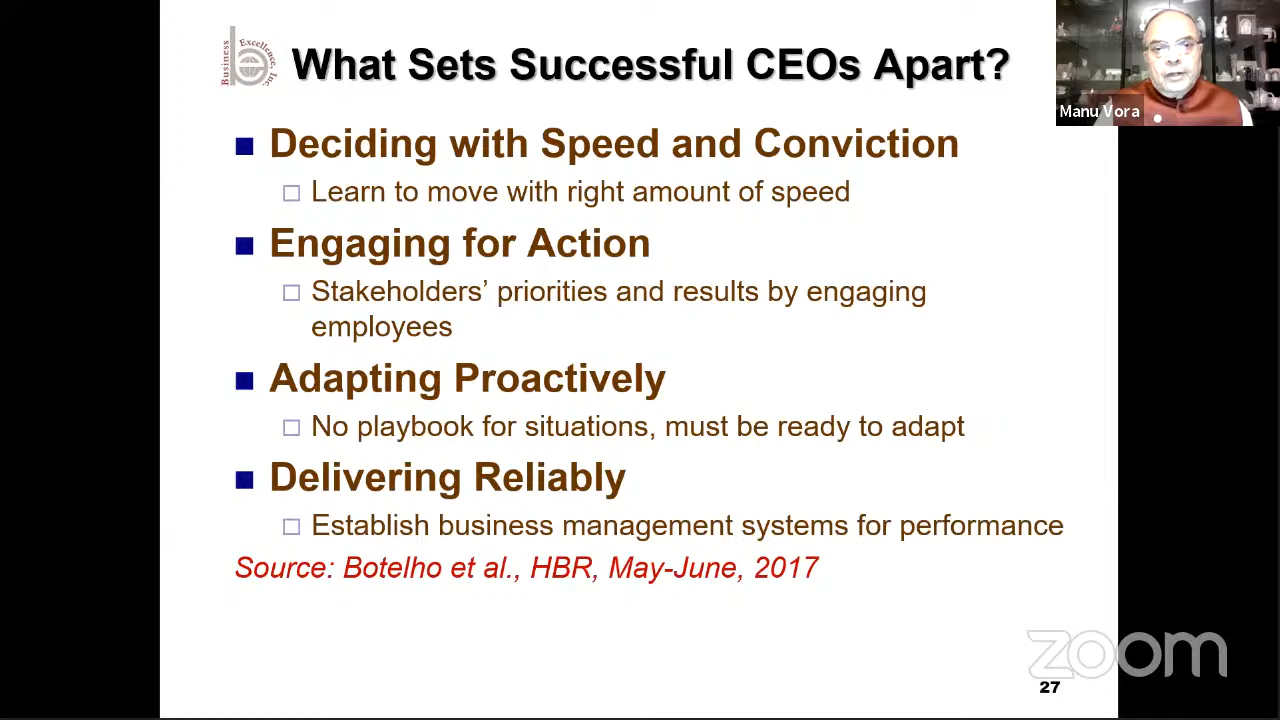 Business Excellence, Inc.
What Sets Successful CEOs Apart?
Manu Vora
Deciding with Speed and Conviction
Learn to move with right amount of speed
Engaging for Action
Stakeholders’ priorities and results by engaging
employees
Adapting Proactively
No playbook for situations, must be ready to adapt
Delivering Reliably
Establish business management systems for performance
Source: Botelho et al., HBR, May-June, 2017
zoom
27